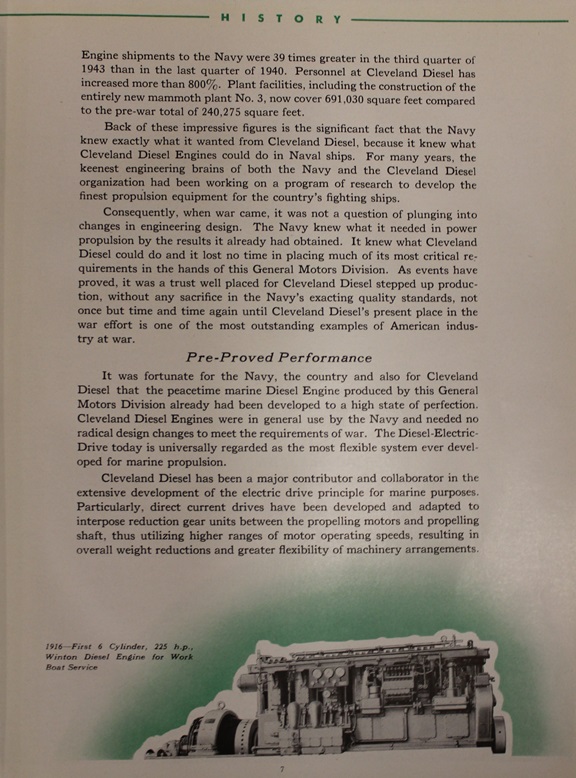 HISTORY
Engine shipments to the Navy were 39 times greater in the third quarter of
1943 than in the last quarter of 1940. Personnel at Cleveland Diesel has
increased more than 800%. Plant facilities, including the construction of the
entirely new mammoth plant No. 3, now cover 691,030 square feet compared
to the pre-war total of 240,275 square feet.
Back of these impressive figures is the significant fact that the Navy
knew exactly what it wanted from Cleveland Diesel, because it knew what
Cleveland Diesel Engines could do in Naval ships. For many years, the
keenest engineering brains of both the Navy and the Cleveland Diesel
organization had been working on a program of research to develop the
finest propulsion equipment for the country's fighting ships.
Consequently, when war came, it was not a question of plunging into
changes in engineering design. The Navy knew what it needed in power
propulsion by the results it already had obtained. It knew what Cleveland
Diesel could do and it lost no time in placing much of its most critical re-
quirements in the hands of this General Motors Division. As events have
proved, it was a trust well placed for Cleveland Diesel stepped up produc-
tion, without any sacrifice in the Navy's exacting quality standards, not
once but time and time again until Cleveland Diesel's present place in the
war effort is one of the most outstanding examples of American indus-
try at war.
Pre-Proved Performance
It was fortunate for the Navy, the country and also for Cleveland
Diesel that the peacetime marine Diesel Engine produced by this General
Motors Division already had been developed to a high state of perfection.
Cleveland Diesel Engines were in general use by the Navy and needed no
radical design changes to meet the requirements of war. The Diesel-Electric-
Drive today is universally regarded as the most flexible system ever devel-
oped for marine propulsion.
Cleveland Diesel has been a major contributor and collaborator in the
extensive development of the electric drive principle for marine purposes.
Particularly, direct current drives have been developed and adapted to
interpose reduction gear units between the propelling motors and propelling
shaft, thus utilizing higher ranges of motor operating speeds, resulting in
overall weight reductions and greater flexibility of machinery arrangements.
1916—First 6 Cylinder, 225 h.p.,
Winton Diesel Engine for Work
Boat Service
7